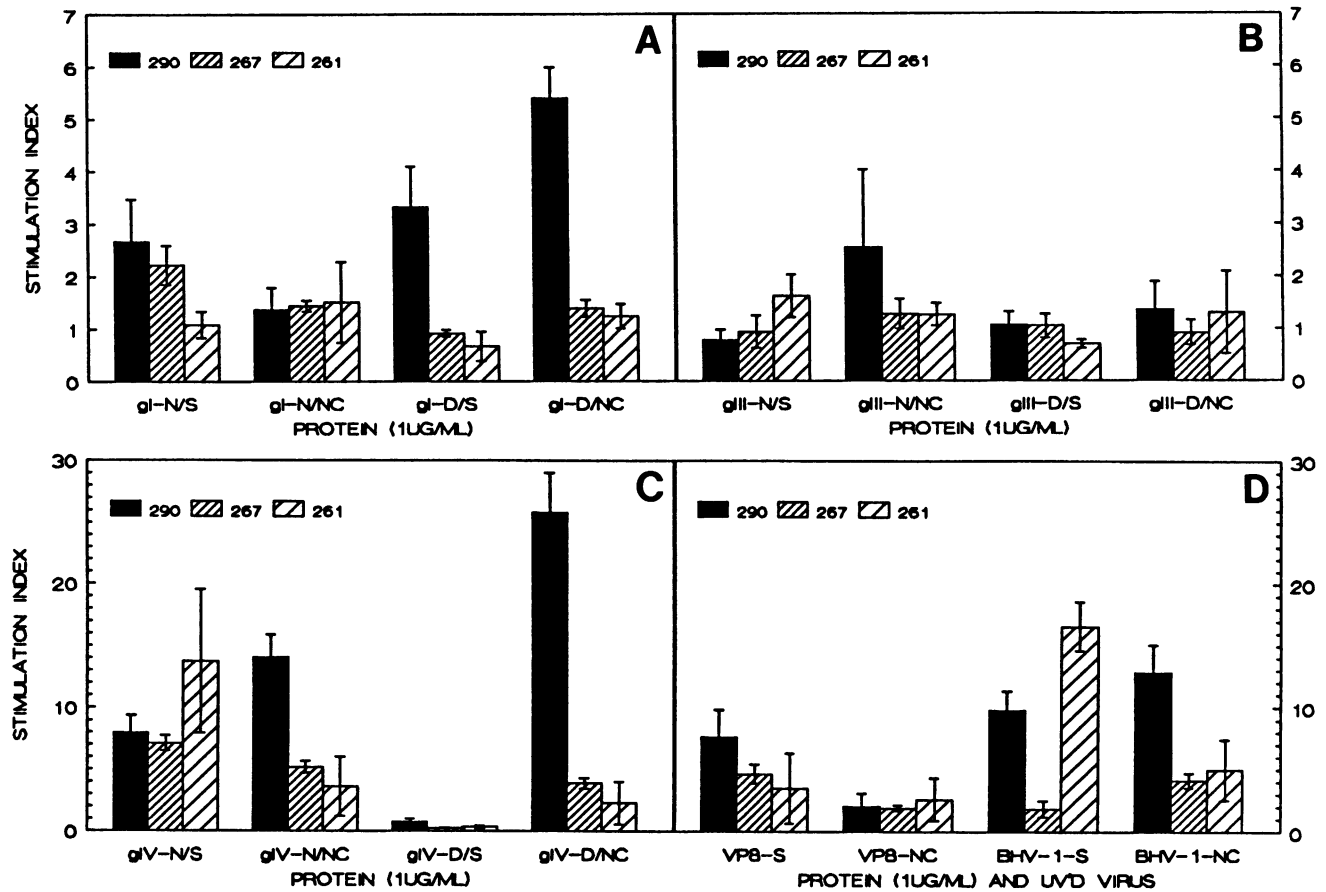 7
6
5
4
3
2
1
0
STIMULATION INDEX
290 267 261
A
gI-N/S gI-N/NC gI-D/S gI-D/NC
PROTEIN (1UG/ML)
290 267 261
B
7
6
5
4
3
2
1
0
gIII-N/S gIII-N/NC gIII-D/S gIII-D/NC
PROTEIN (1UG/ML)
30
20
10
0
STIMULATION INDEX
290 267 261
C
gIV-N/S gIV-N/NC gIV-D/S gIV-D/NC
PROTEIN (1UG/ML)
290 267 261
D
30
20
10
0
VP8-S VP8-NC BHV-1-S BHV-1-NC
PROTEIN (1UG/ML) AND UV'D VIRUS